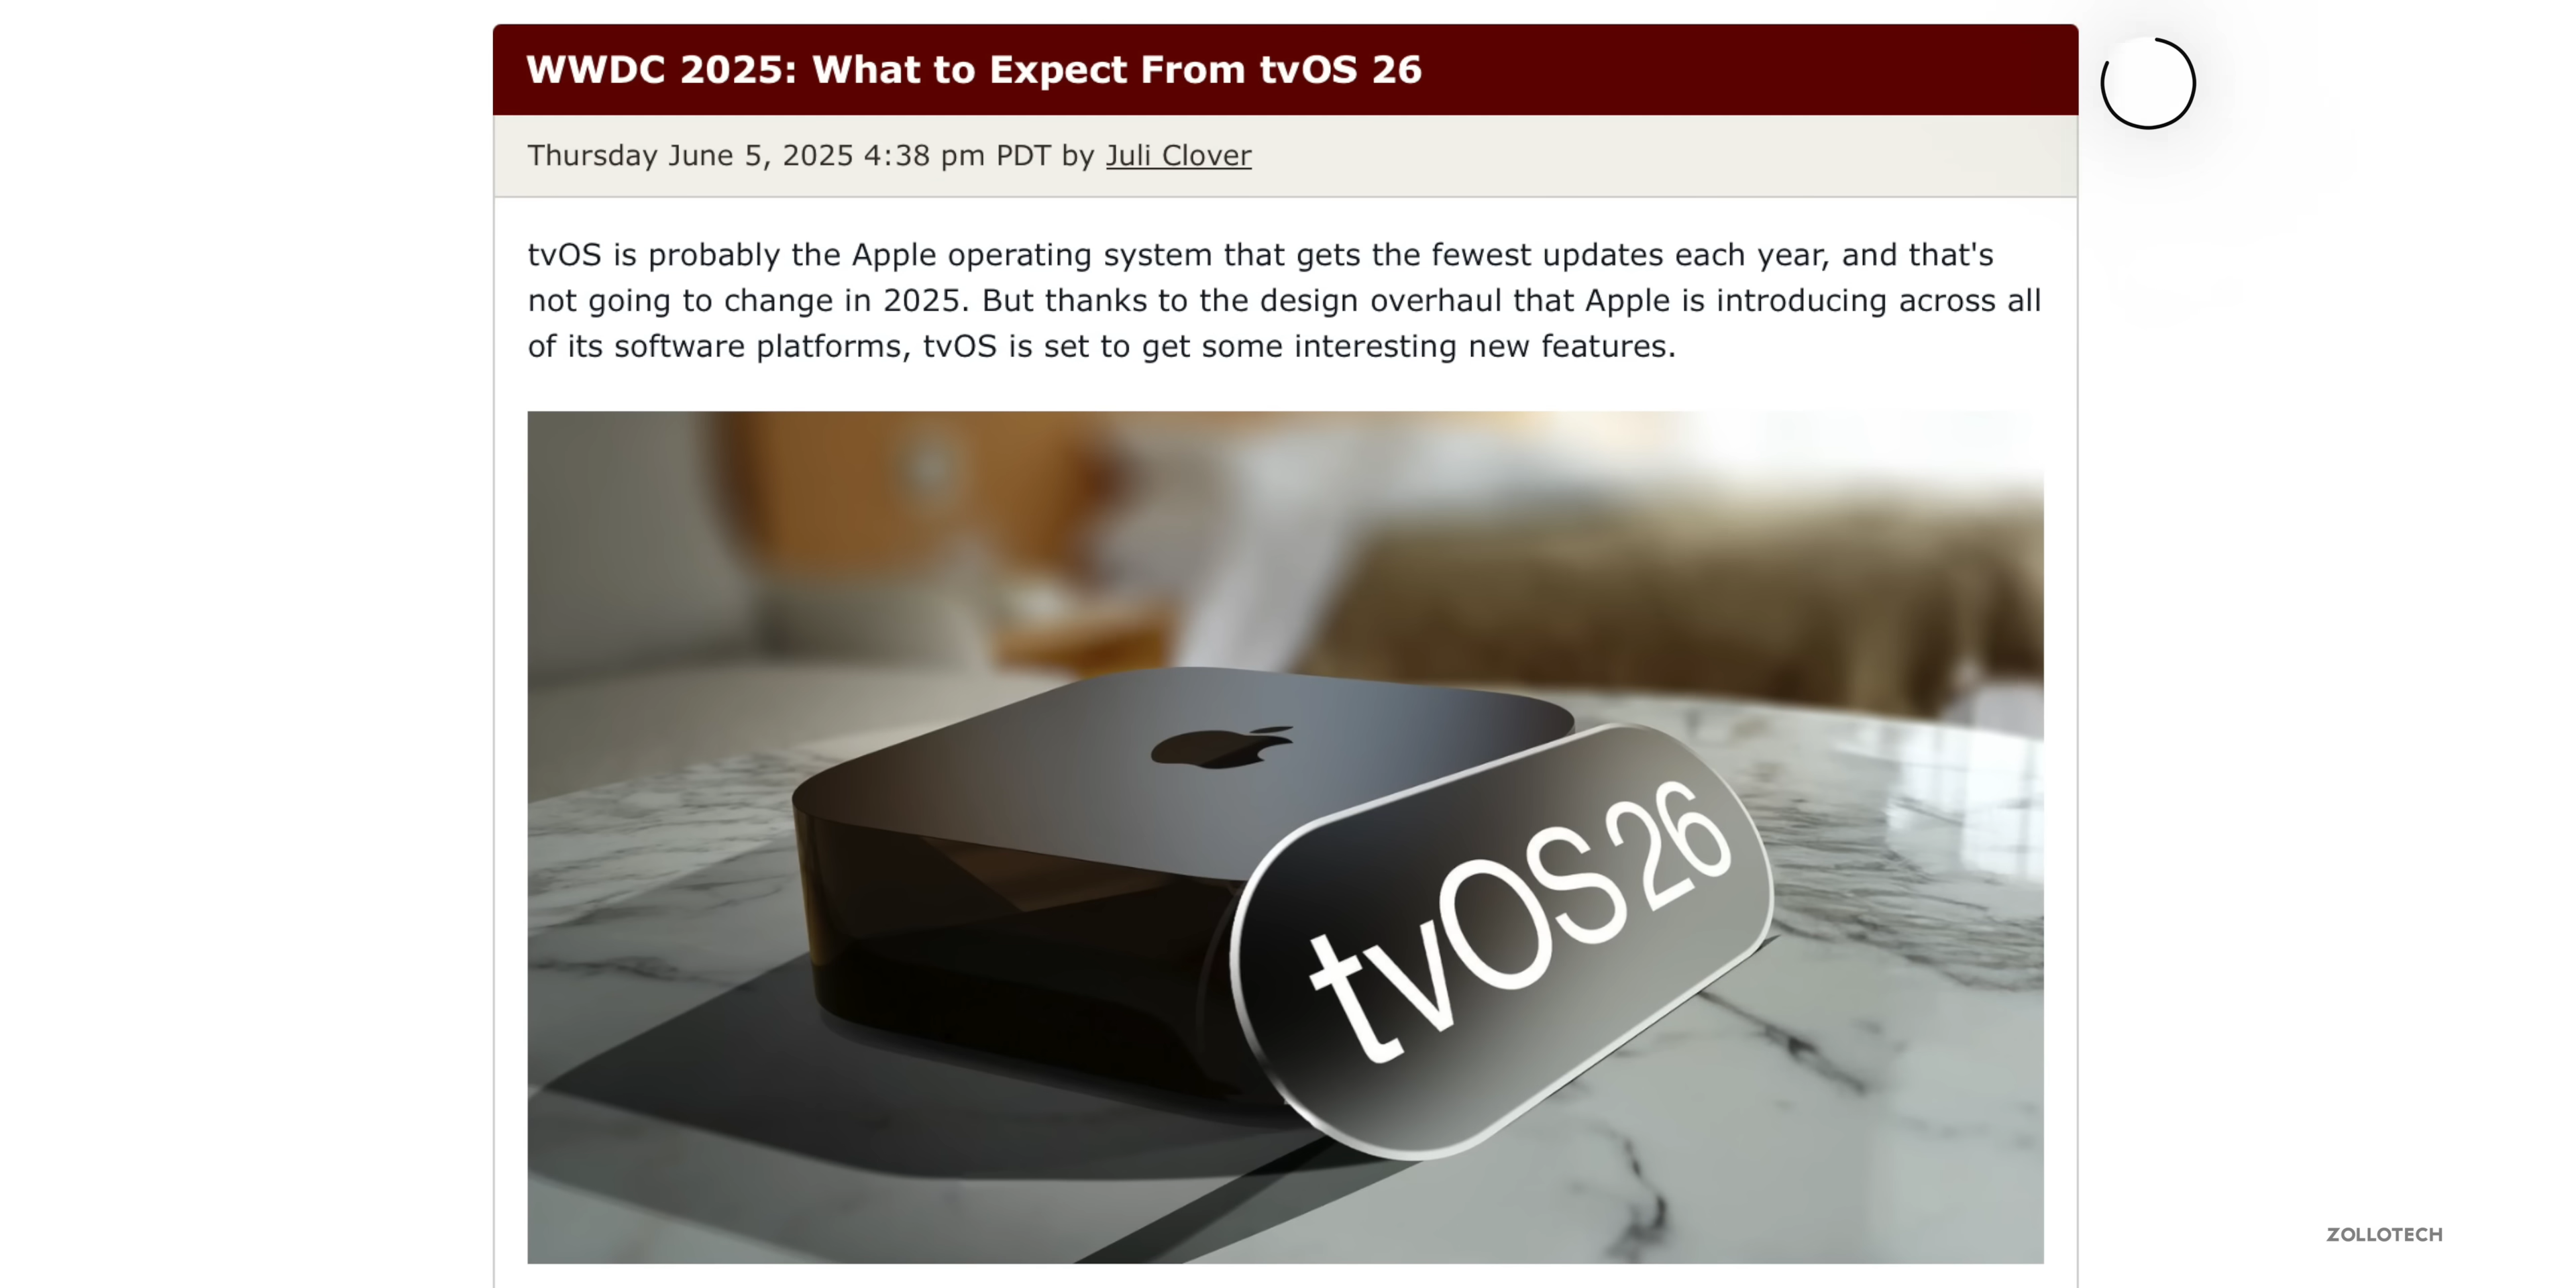 WWDC 2025: What to Expect From tvOS 26
Thursday June 5, 2025 4:38 pm PDT by Juli Clover
tvOS is probably the Apple operating system that gets the fewest updates each year, and that's
not going to change in 2025. But thanks to the design overhaul that Apple is introducing across all
of its software platforms, tvOS is set to get some interesting new features.
tvOS26
ZOLLOTECH